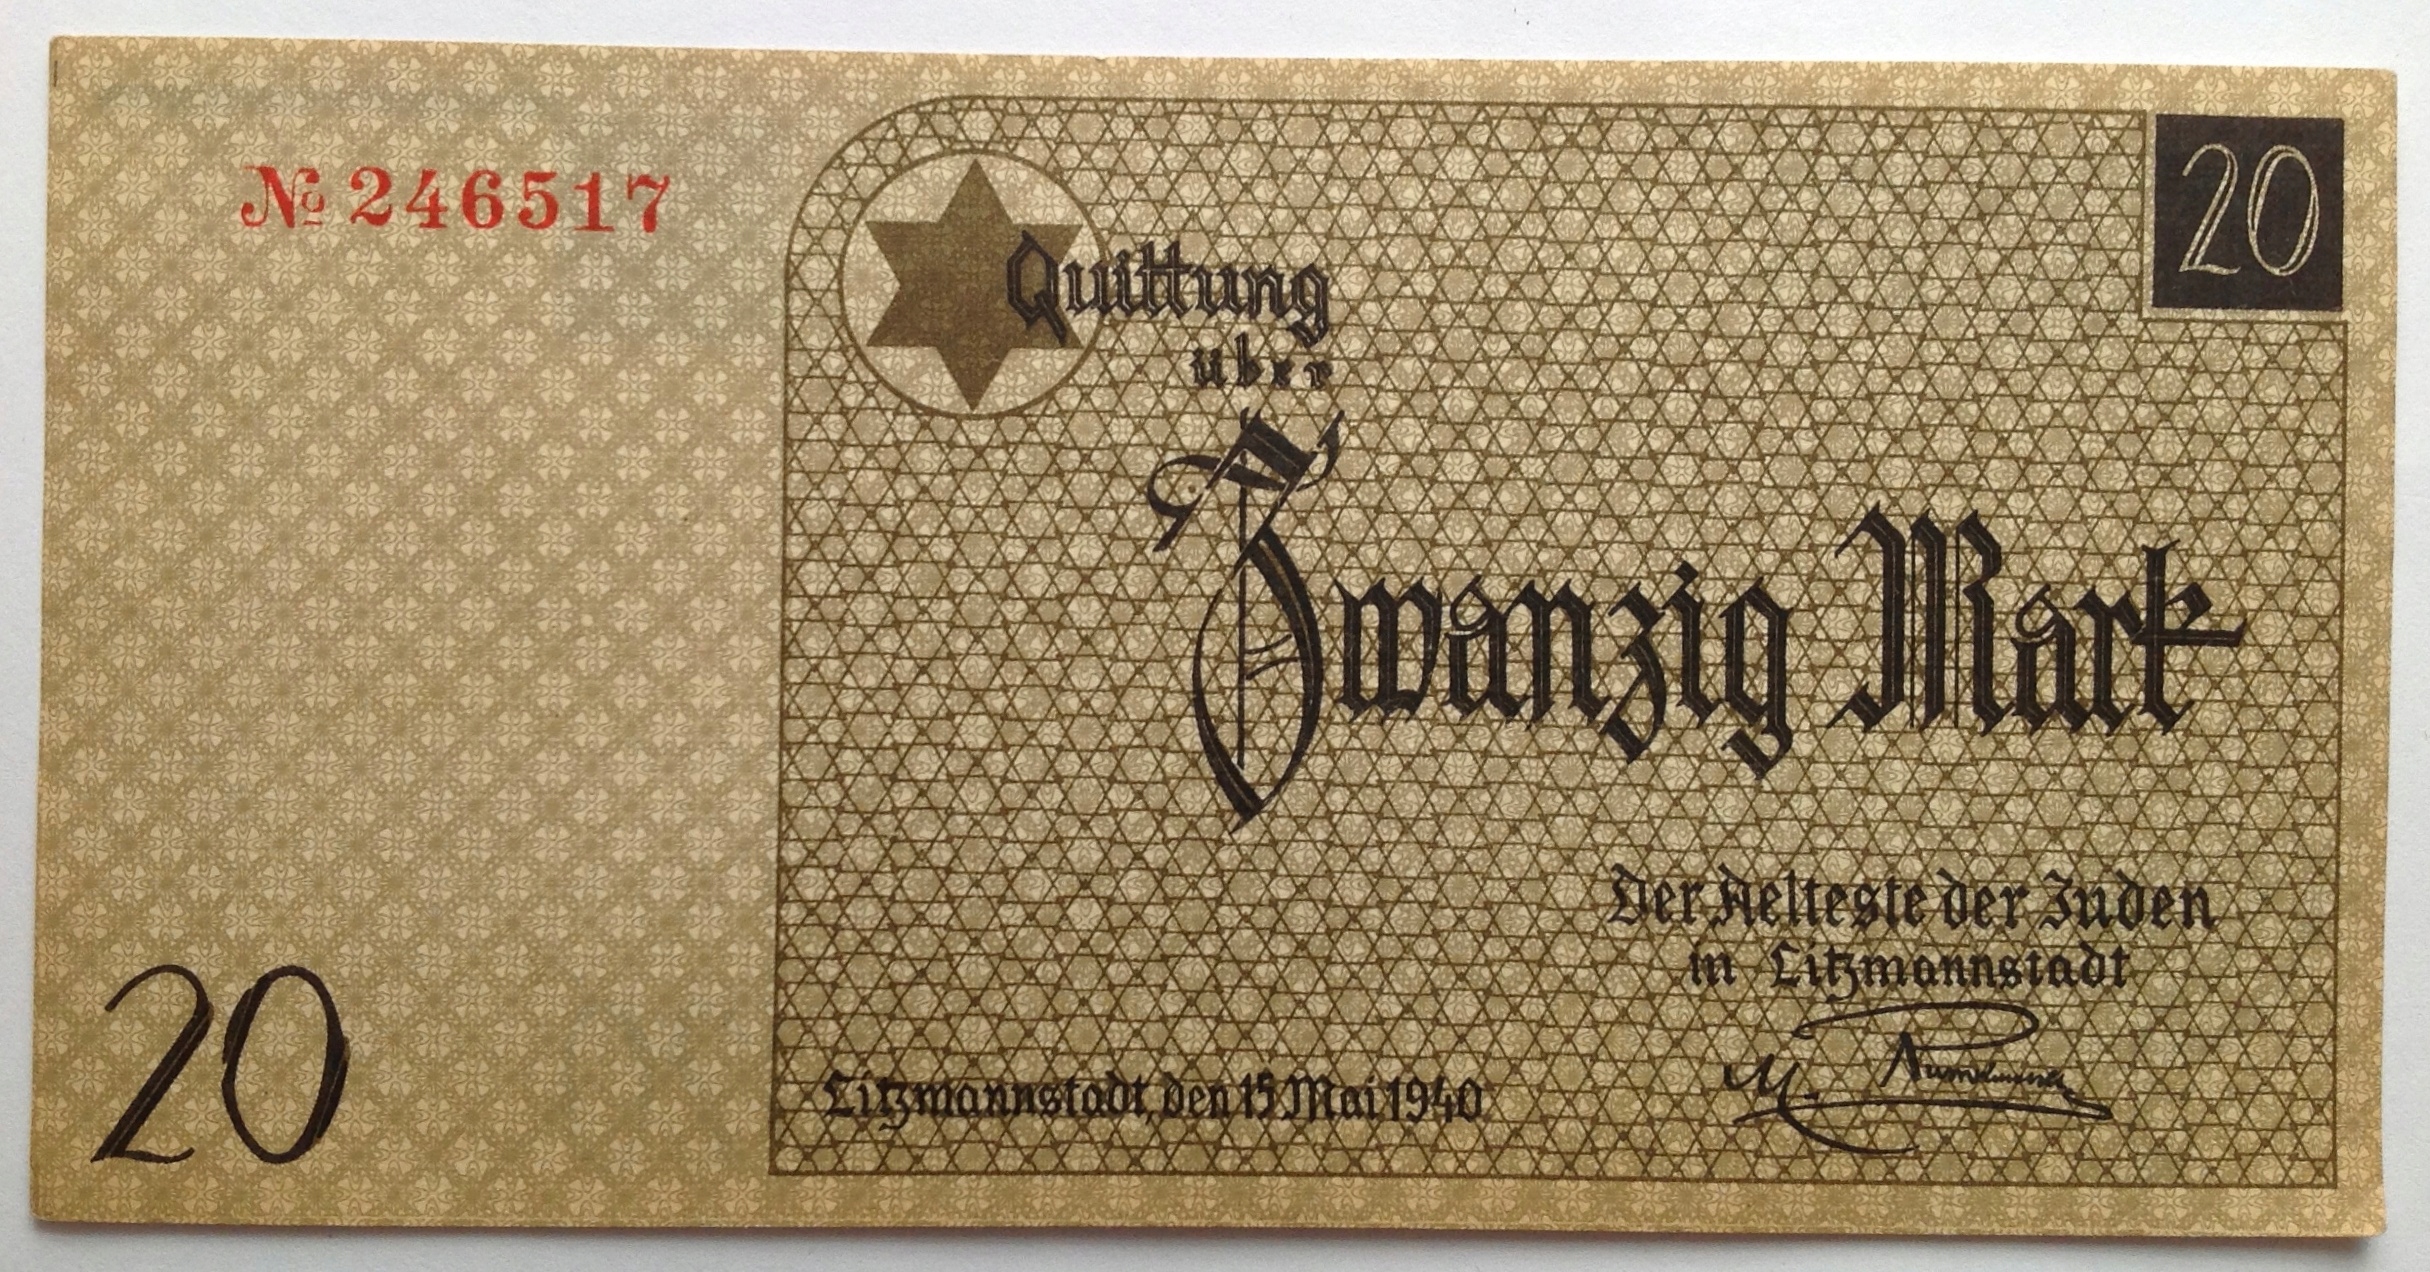 № 246517
20
Quittung
über
Zwanzig Mark
Der Aelteste der Juden
in Litzmannstadt
Litzmannstadt, den 15. Mai 1940
20